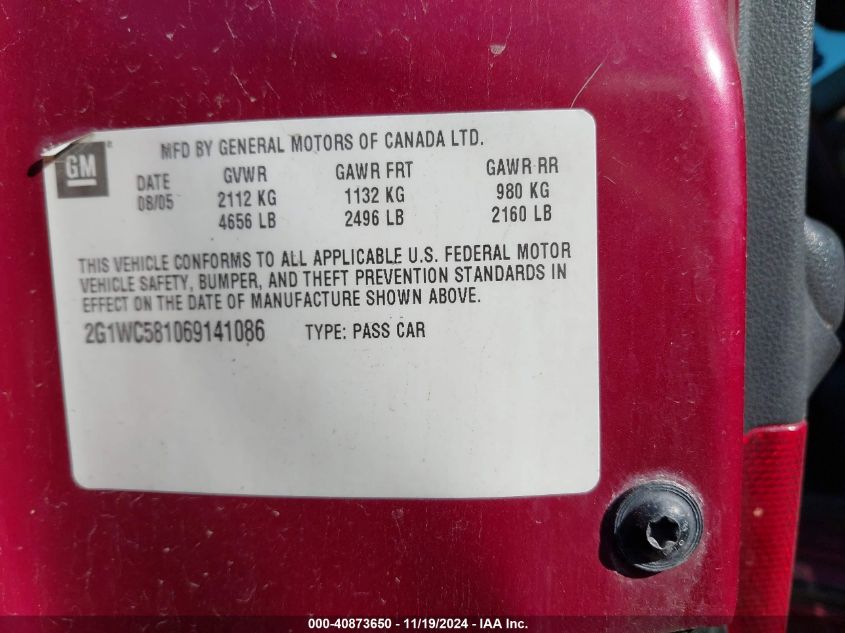 GM ®
MFD BY GENERAL MOTORS OF CANADA LTD.
DATE GVWR GAWR FRT GAWR RR
08/05 2112 KG 1132 KG 980 KG
4656 LB 2496 LB 2160 LB
THIS VEHICLE CONFORMS TO ALL APPLICABLE U.S. FEDERAL MOTOR
VEHICLE SAFETY, BUMPER, AND THEFT PREVENTION STANDARDS IN
EFFECT ON THE DATE OF MANUFACTURE SHOWN ABOVE.
2G1WC581069141086 TYPE: PASS CAR
000-40873650 - 11/19/2024 - IAA Inc.